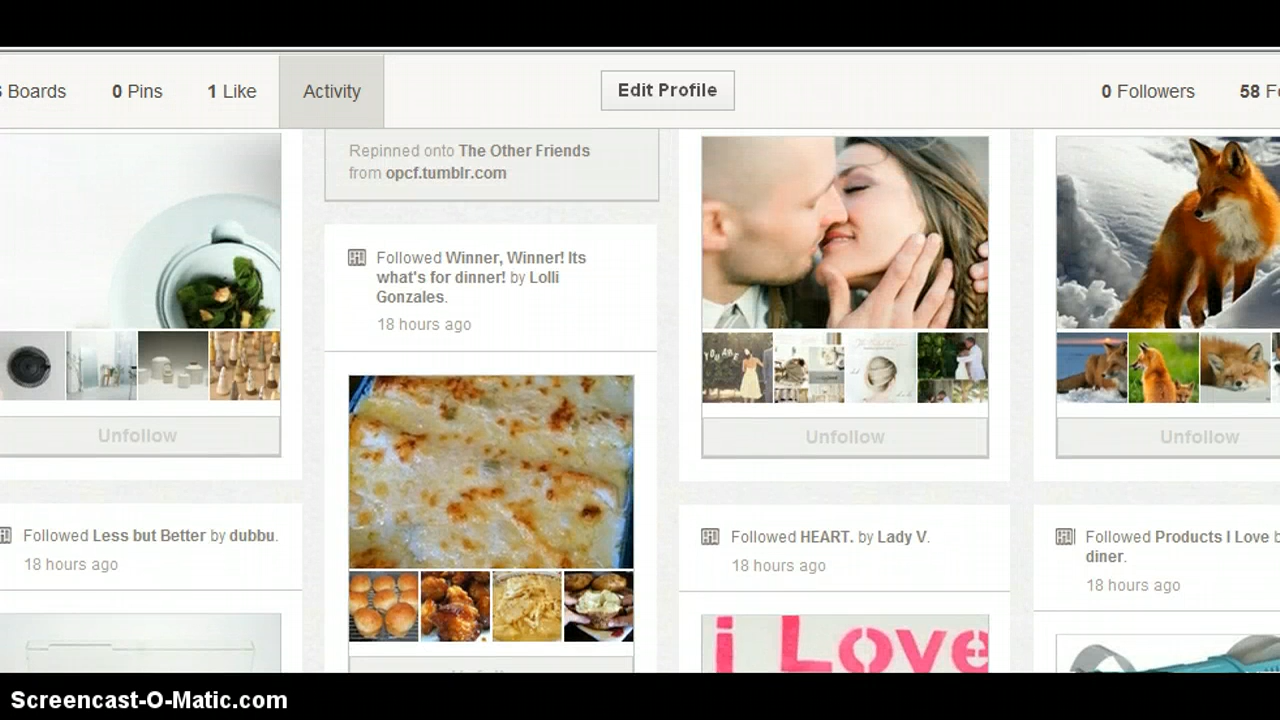 Boards
0 Pins
1 Like
Activity
Edit Profile
0 Followers
58
Unfollow
Followed Less but Better by dubbu.
18 hours ago
Repinned onto The Other Friends
from opcf.tumblr.com
Followed Winner, Winner! Its
what's for dinner! by Lolli
Gonzales.
18 hours ago
YOU ARE
Unfollow
Followed HEART. by Lady V.
18 hours ago
i Love
Unfollow
Followed Products I Love
diner.
18 hours ago
Screencast-O-Matic.com